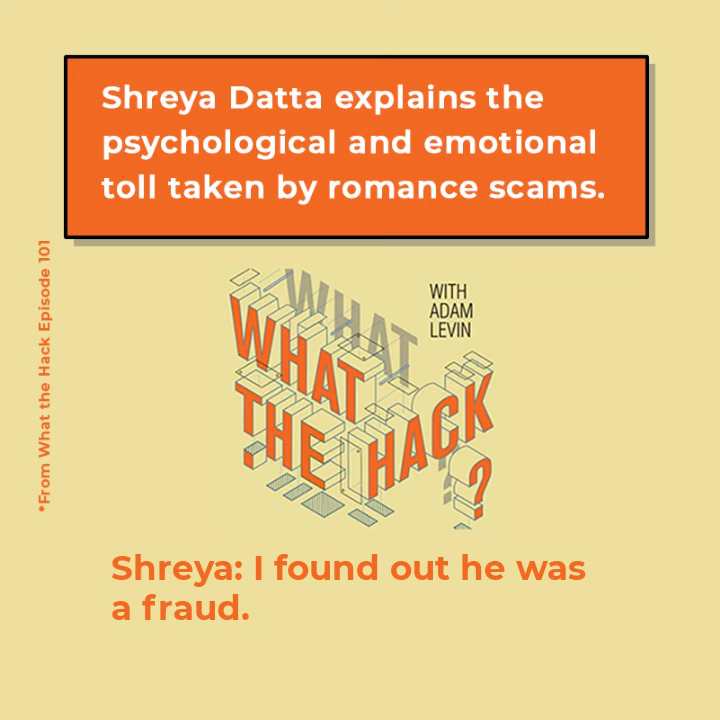 Shreya Datta explains the
psychological and emotional
toll taken by romance scams.
*From What the Hack Episode 101
WITH
ADAM
LEVIN
WHAT
WHAT
THE HACK
?
Shreya: I found out he was
a fraud.